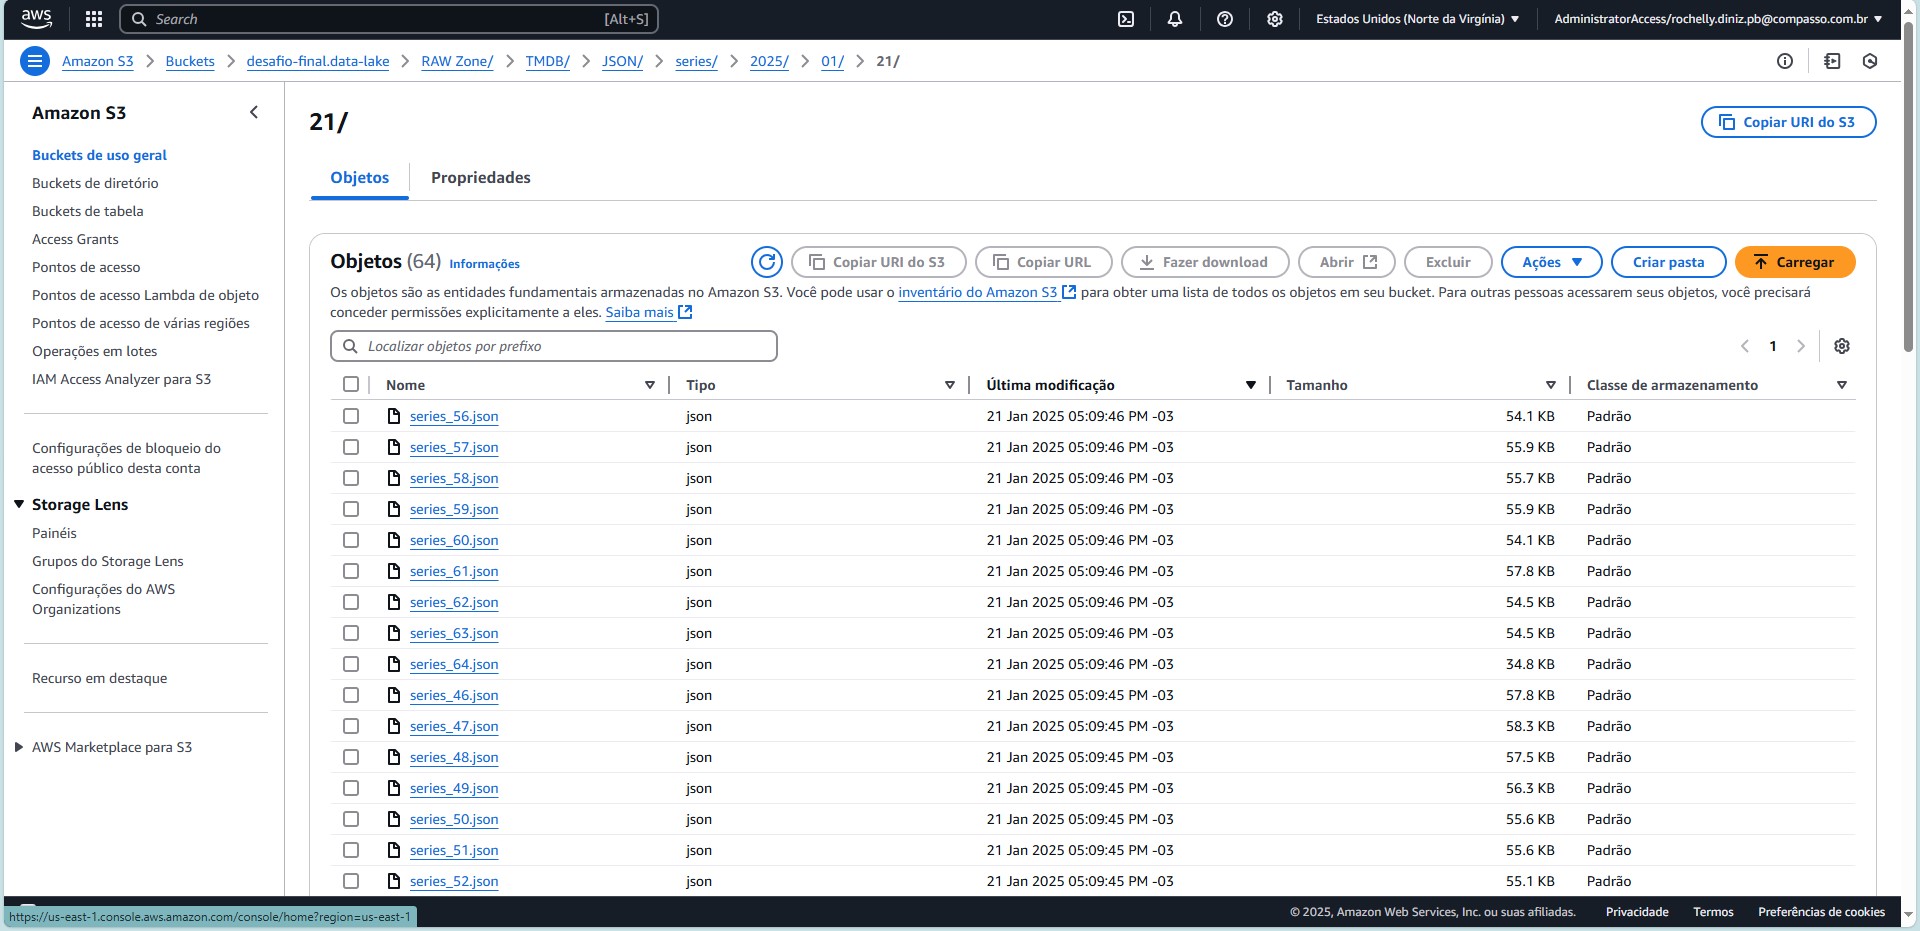 aws
Search [Alt+S] Estados Unidos (Norte da Virgínia) AdministratorAccess/rochelly.diniz.pb@compasso.com.br
Amazon S3 > Buckets > desafio-final.data-lake > RAW Zone/ > TMDB/ > JSON/ > series/ > 2025/ > 01/ > 21/
Amazon S3
Buckets de uso geral
Buckets de diretório
Buckets de tabela
Access Grants
Pontos de acesso
Pontos de acesso Lambda de objeto
Pontos de acesso de várias regiões
Operações em lotes
IAM Access Analyzer para S3
Configurações de bloqueio do
acesso público desta conta
Storage Lens
Painéis
Grupos do Storage Lens
Configurações do AWS
Organizations
Recurso em destaque
AWS Marketplace para S3
21/
Copiar URI do S3
Objetos Propriedades
Objetos (64) Informações
Copiar URI do S3 Copiar URL Fazer download Abrir Excluir Ações Criar pasta Carregar
Os objetos são as entidades fundamentais armazenadas no Amazon S3. Você pode usar o inventário do Amazon S3 para obter uma lista de todos os objetos em seu bucket. Para outras pessoas acessarem seus objetos, você precisará
conceder permissões explicitamente a eles. Saiba mais
Localizar objetos por prefixo
1
Nome Tipo Última modificação Tamanho Classe de armazenamento
series_56.json json 21 Jan 2025 05:09:46 PM -03 54.1 KB Padrão
series_57.json json 21 Jan 2025 05:09:46 PM -03 55.9 KB Padrão
series_58.json json 21 Jan 2025 05:09:46 PM -03 55.7 KB Padrão
series_59.json json 21 Jan 2025 05:09:46 PM -03 55.9 KB Padrão
series_60.json json 21 Jan 2025 05:09:46 PM -03 54.1 KB Padrão
series_61.json json 21 Jan 2025 05:09:46 PM -03 57.8 KB Padrão
series_62.json json 21 Jan 2025 05:09:46 PM -03 54.5 KB Padrão
series_63.json json 21 Jan 2025 05:09:46 PM -03 54.5 KB Padrão
series_64.json json 21 Jan 2025 05:09:46 PM -03 34.8 KB Padrão
series_46.json json 21 Jan 2025 05:09:45 PM -03 57.8 KB Padrão
series_47.json json 21 Jan 2025 05:09:45 PM -03 58.3 KB Padrão
series_48.json json 21 Jan 2025 05:09:45 PM -03 57.5 KB Padrão
series_49.json json 21 Jan 2025 05:09:45 PM -03 56.3 KB Padrão
series_50.json json 21 Jan 2025 05:09:45 PM -03 55.6 KB Padrão
series_51.json json 21 Jan 2025 05:09:45 PM -03 55.6 KB Padrão
series_52.json json 21 Jan 2025 05:09:45 PM -03 55.1 KB Padrão
https://us-east-1.console.aws.amazon.com/console/home?region=us-east-1
© 2025, Amazon Web Services, Inc. ou suas afiliadas. Privacidade Termos Preferências de cookies